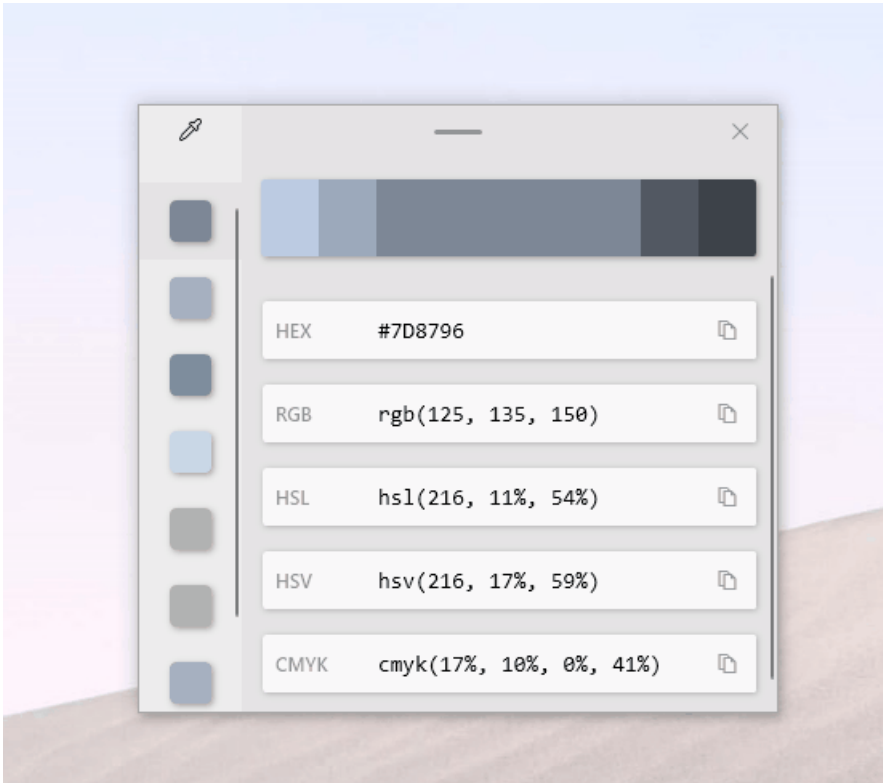 HEX #7D8796
RGB rgb(125, 135, 150)
HSL hsl(216, 11%, 54%)
HSV hsv(216, 17%, 59%)
CMYK cmyk(17%, 10%, 0%, 41%)